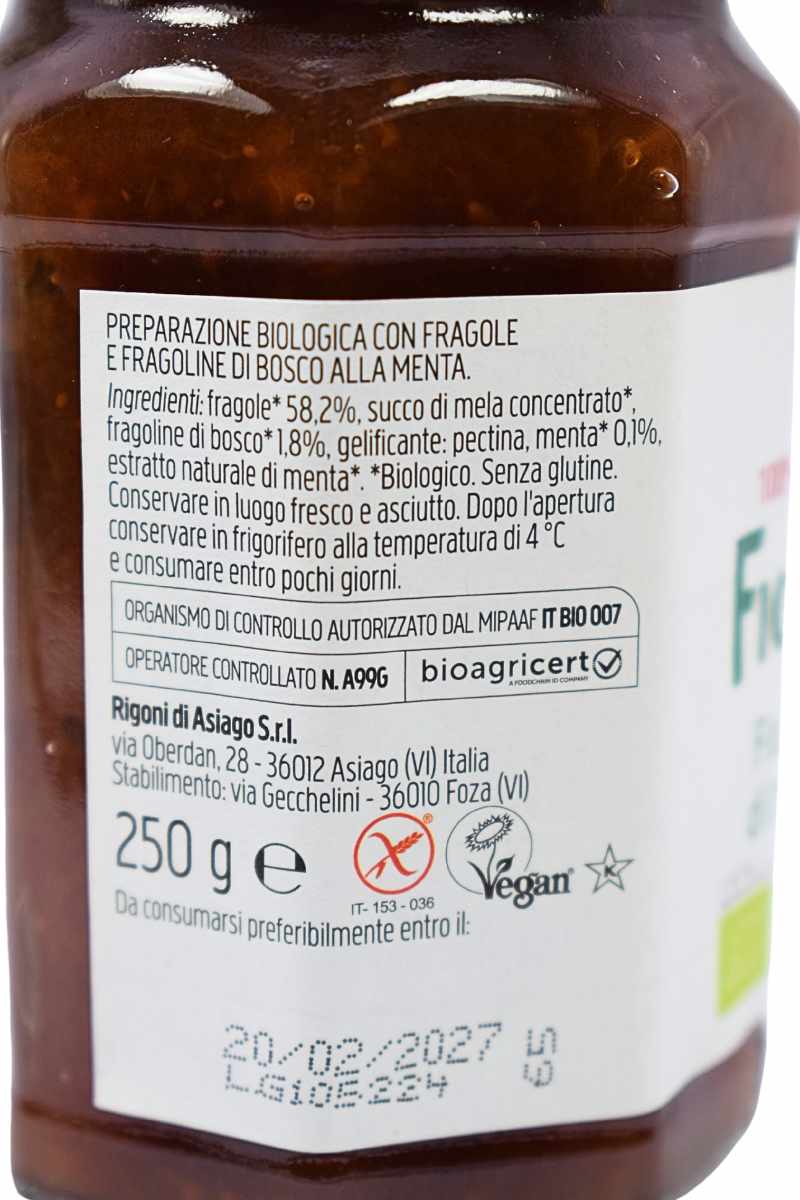 PREPARAZIONE BIOLOGICA CON FRAGOLE
E FRAGOLINE DI BOSCO ALLA MENTA.
Ingredienti: fragole* 58,2%, succo di mela concentrato*,
fragoline di bosco* 1,8%, gelificante: pectina, menta* 0,1%,
estratto naturale di menta*. *Biologico. Senza glutine.
Conservare in luogo fresco e asciutto. Dopo l'apertura
conservare in frigorifero alla temperatura di 4 °C
e consumare entro pochi giorni.
ORGANISMO DI CONTROLLO AUTORIZZATO DAL MIPAAF IT BIO 007
OPERATORE CONTROLLATO N. A99G
bioagricert
A FOODCHAIN ID COMPANY
Rigoni di Asiago S.r.l.
via Oberdan, 28 - 36012 Asiago (VI) Italia
Stabilimento: via Gecchelini - 36010 Foza (VI)
250 g e
IT- 153 - 036
Vegan
K
Da consumarsi preferibilmente entro il:
20/02/2027
LG105224
65